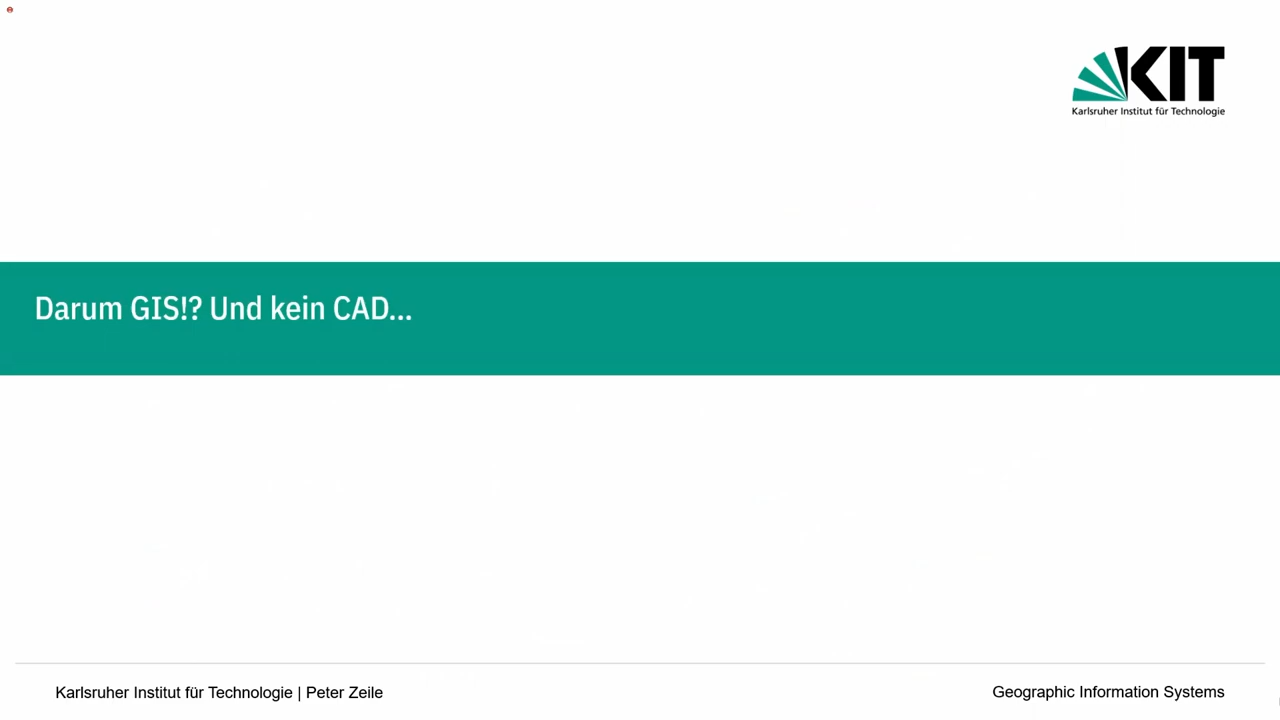 KIT
Karlsruher Institut für Technologie
Darum GIS!? Und kein CAD...
Karlsruher Institut für Technologie | Peter Zeile
Geographic Information Systems